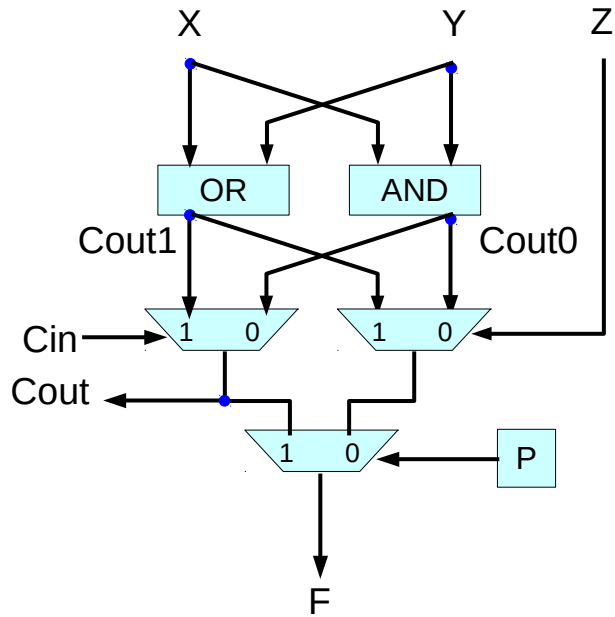 X Y Z
OR AND
Cout1 Cout0
1 0 1 0
Cin
Cout
1 0 P
F